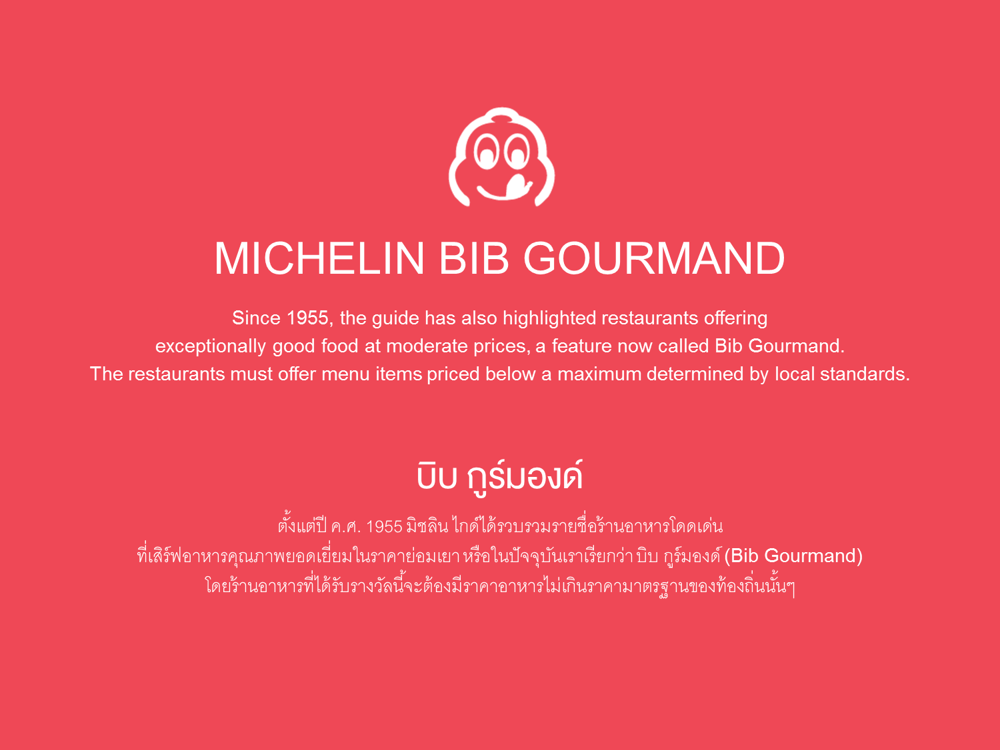 MICHELIN BIB GOURMAND
Since 1955, the guide has also highlighted restaurants offering
exceptionally good food at moderate prices, a feature now called Bib Gourmand.
The restaurants must offer menu items priced below a maximum determined by local standards.
บิบ กูร์มองด์
ตั้งแต่ปี ค.ศ. 1955 มิชลิน ไกด์ได้รวบรวมรายชื่อร้านอาหารโดดเด่น
ที่เสิร์ฟอาหารคุณภาพยอดเยี่ยมในราคาย่อมเยา หรือในปัจจุบันเราเรียกว่า บิบ กูร์มองด์ (Bib Gourmand)
โดยร้านอาหารที่ได้รับรางวัลนี้จะต้องมีราคาอาหารไม่เกินราคามาตรฐานของท้องถิ่นนั้นๆ